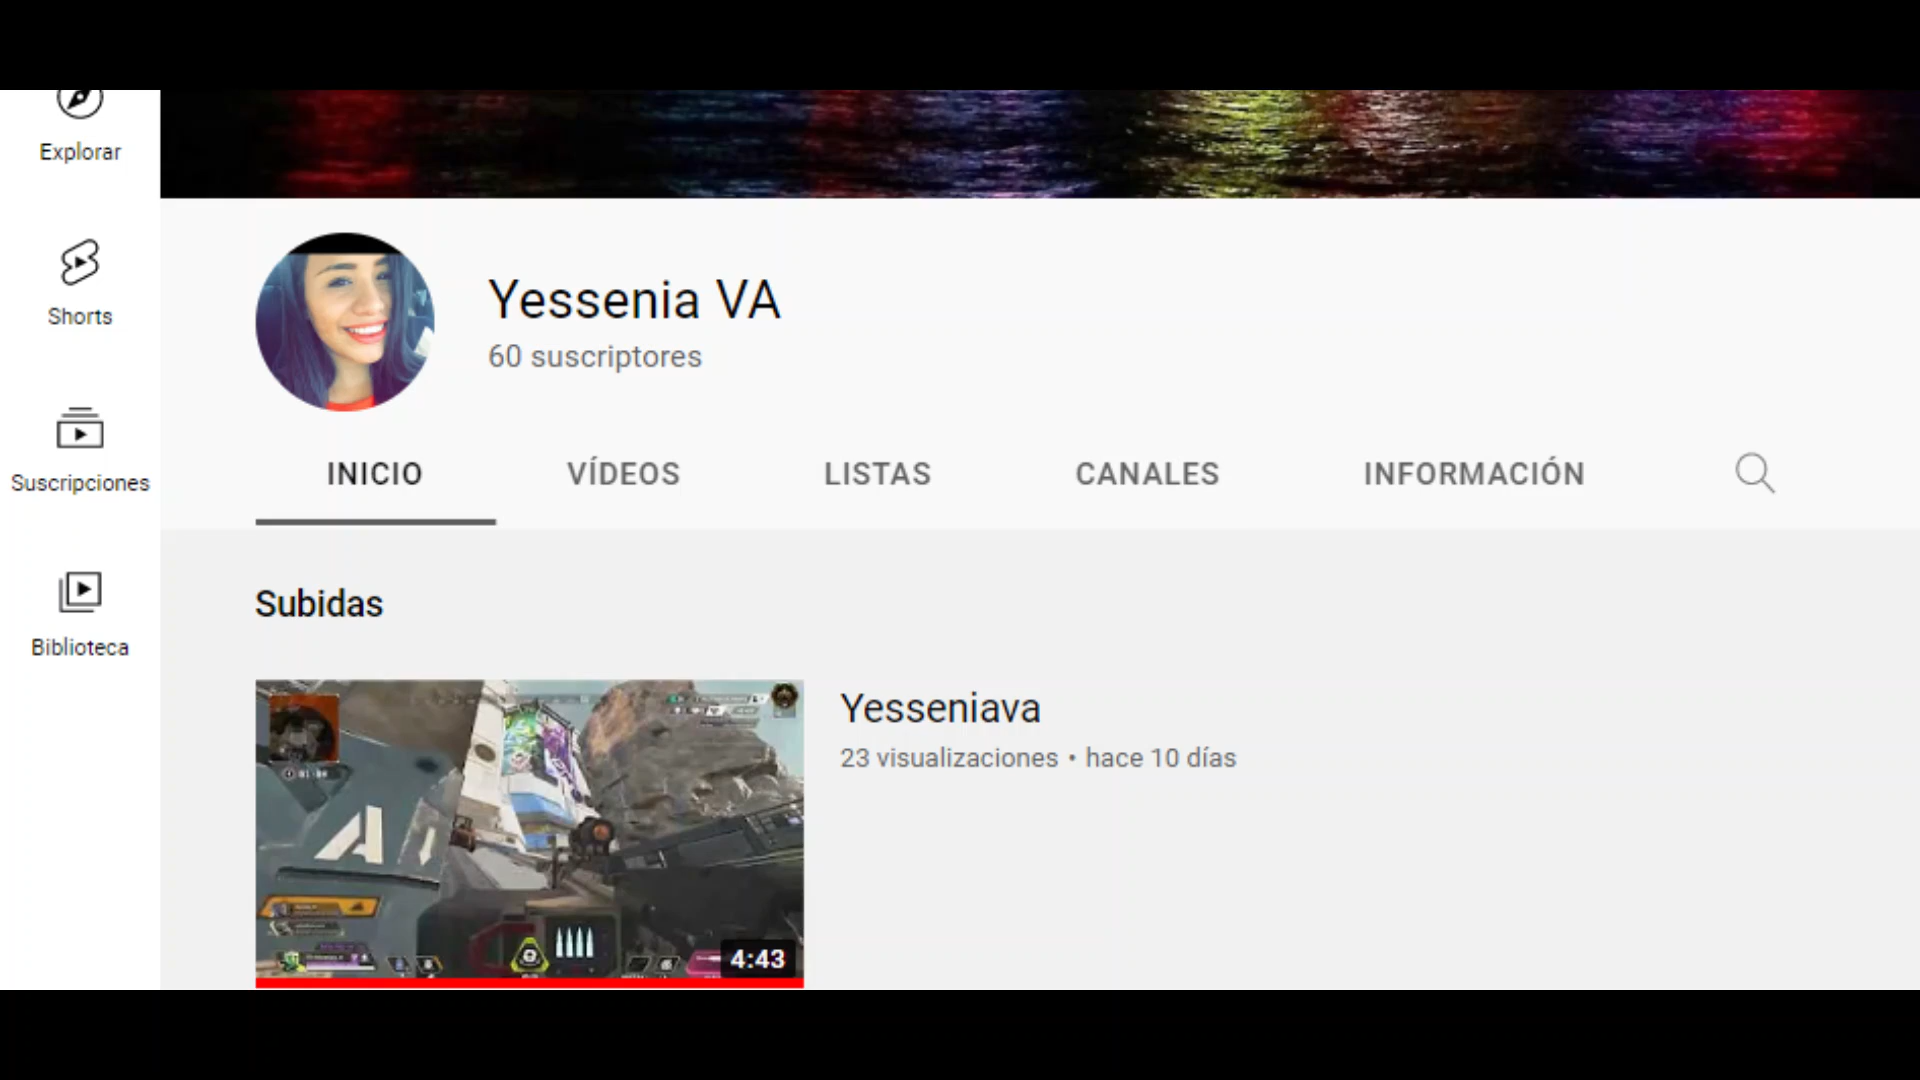 Explorar
Shorts
Suscripciones
Biblioteca
Yessenia VA
60 suscriptores
INICIO
VÍDEOS
LISTAS
CANALES
INFORMACIÓN
Subidas
4:43
Yesseniava
23 visualizaciones • hace 10 días